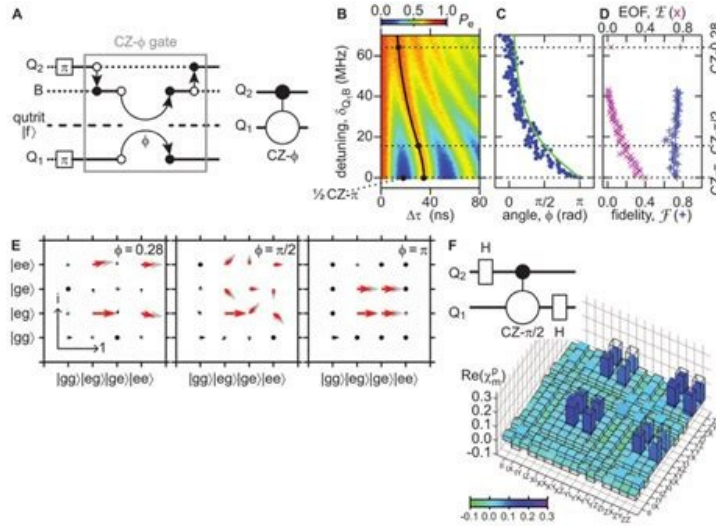 A
CZ-φ gate
Q₂ π
B
qutrit
|f⟩
φ
Q₁ π
Q₂
Q₁
CZ-φ
B
0.0 0.5 1.0
Pₑ
detuning, δQ,B (MHz)
60
40
20
0
½ CZ-π
0 40 80
Δτ (ns)
C
0 π/2 π
angle, φ (rad)
D
EOF, ℰ (x)
0.0 0.4 0.8
0.0 0.4 0.8
fidelity, ℱ (+)
E
ϕ = 0.28
ϕ = π/2
ϕ = π
|ee⟩
|ge⟩
|eg⟩
|gg⟩
i
1
|gg⟩|eg⟩|ge⟩|ee⟩
|gg⟩|eg⟩|ge⟩|ee⟩
|gg⟩|eg⟩|ge⟩|ee⟩
F
H
Q₂
Q₁
CZ-π/2
H
Re(χᵖₘ)
0.3
0.2
0.1
0.0
-0.1
-0.1 0.0 0.1 0.2 0.3